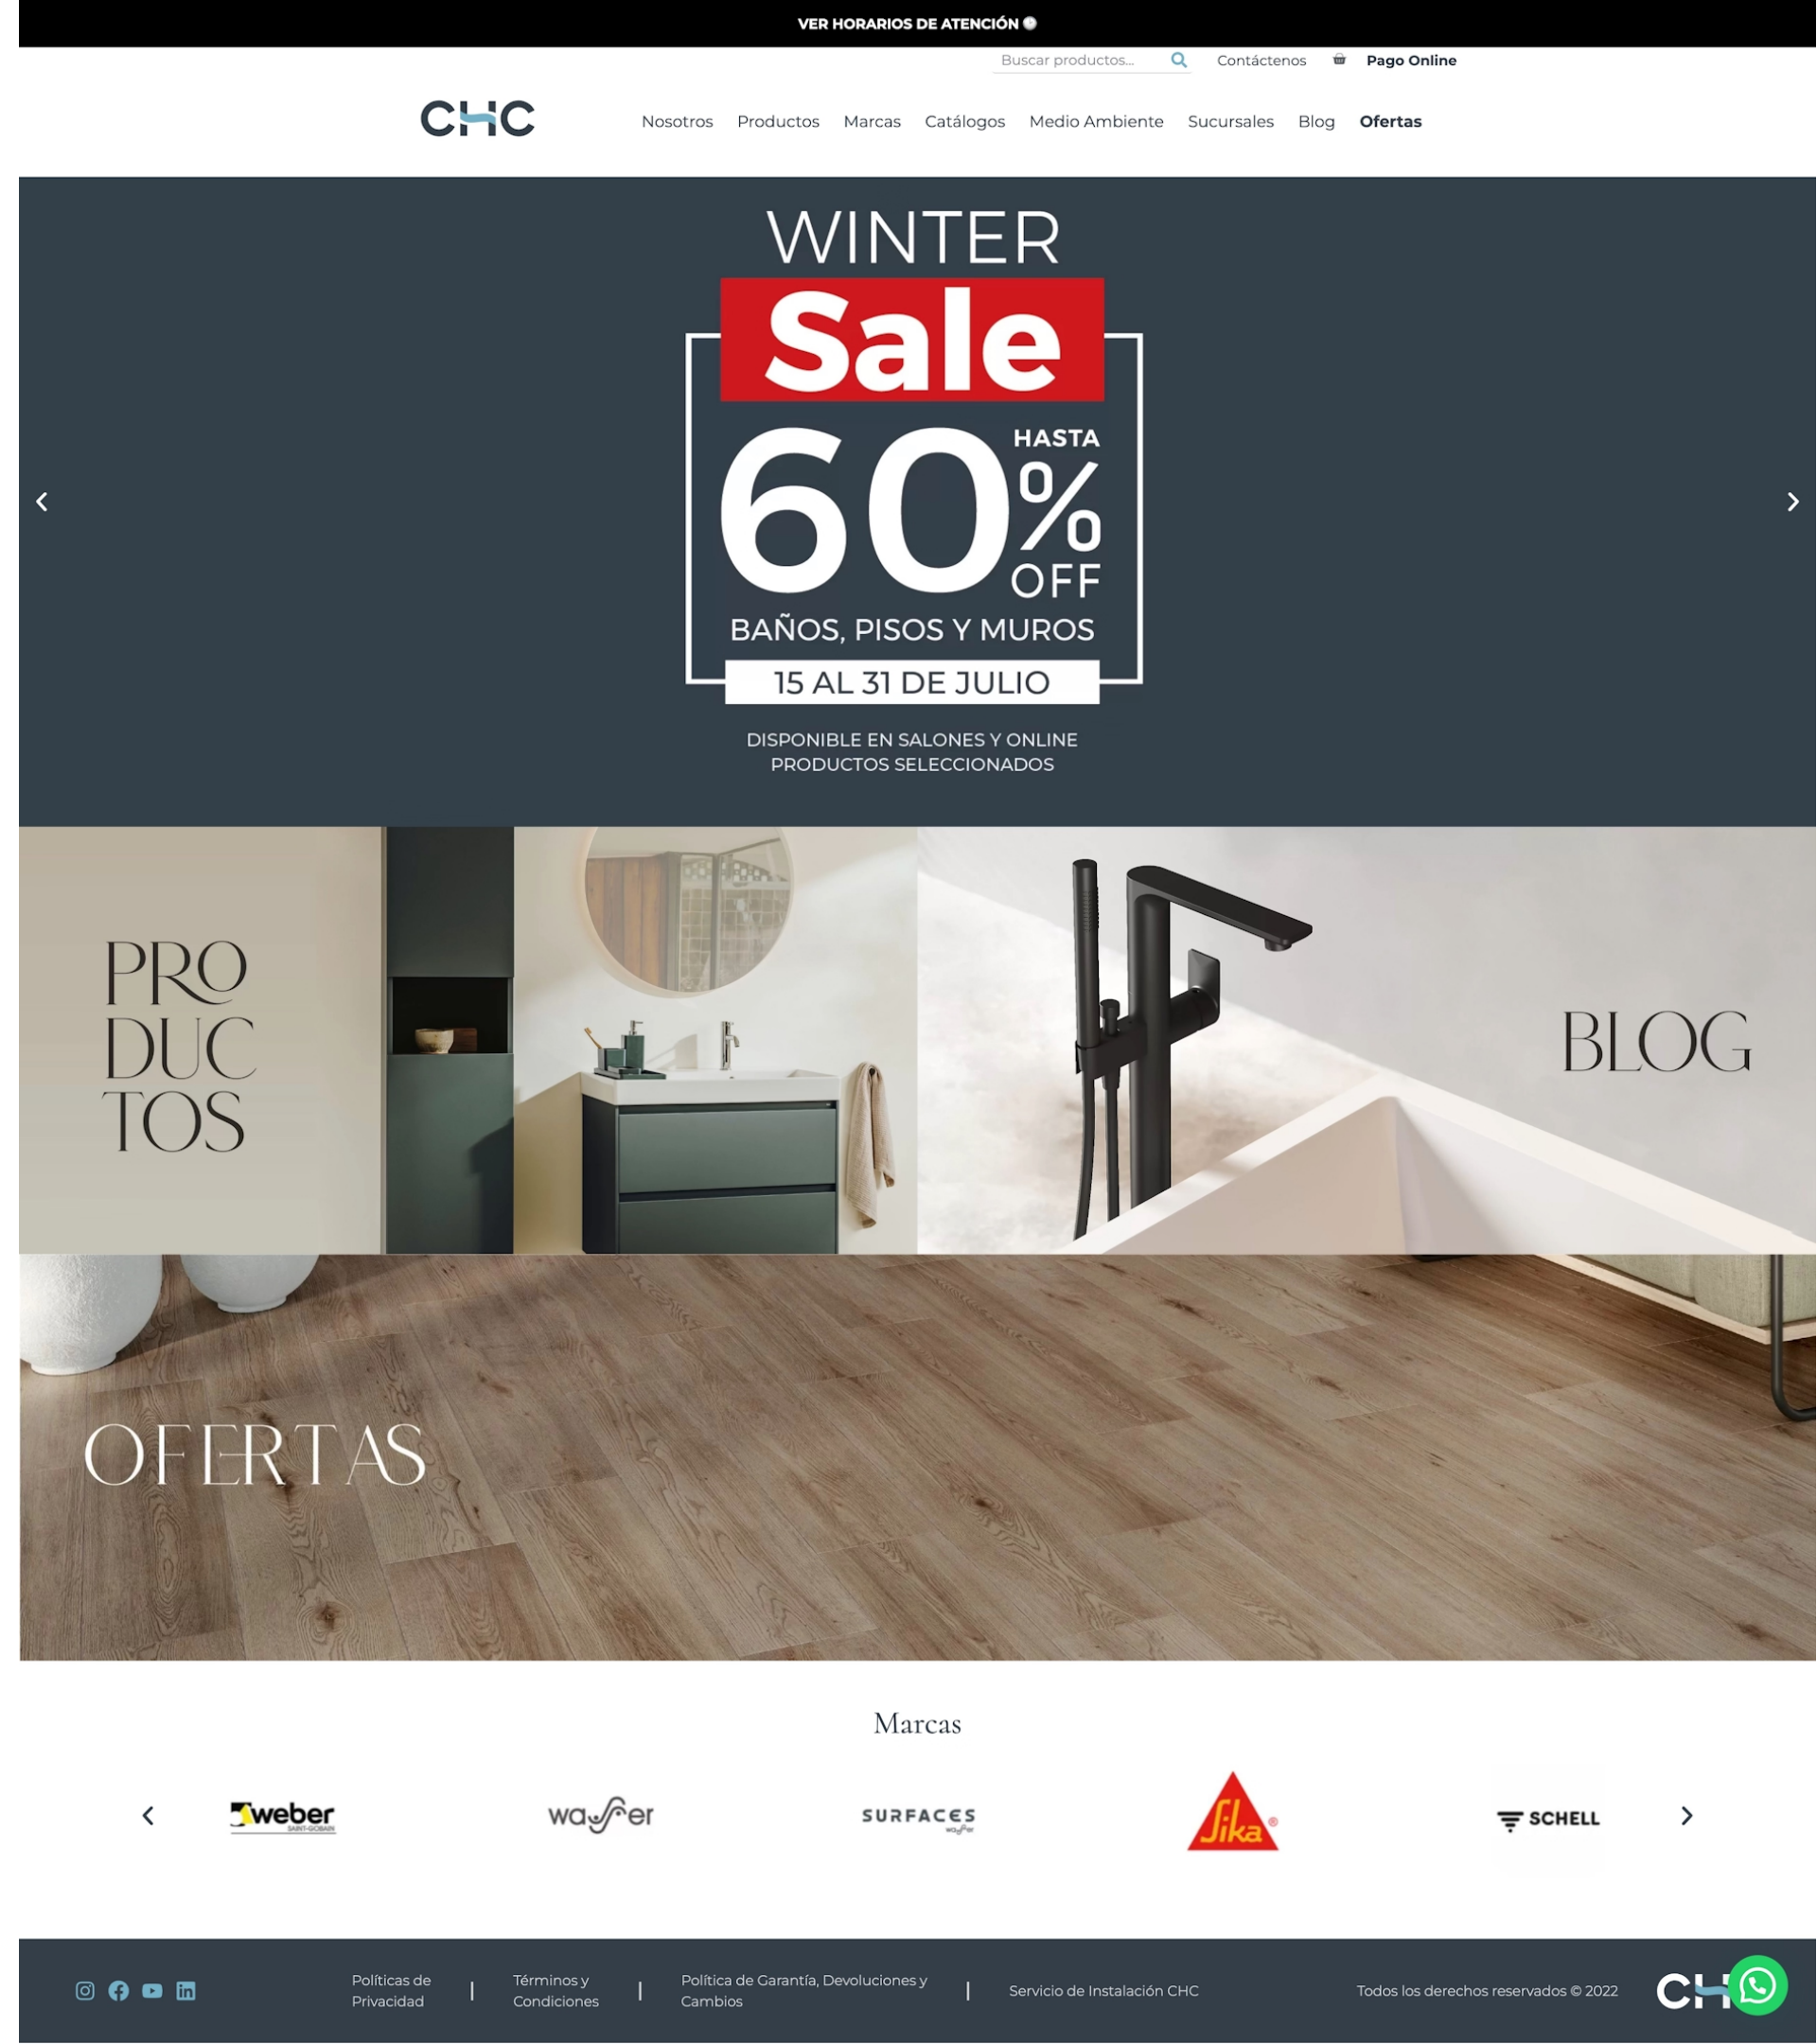 VER HORARIOS DE ATENCIÓN
Buscar productos... Contáctenos Pago Online
CHC
Nosotros Productos Marcas Catálogos Medio Ambiente Sucursales Blog Ofertas
WINTER
Sale
HASTA
60%
OFF
BAÑOS, PISOS Y MUROS
15 AL 31 DE JULIO
DISPONIBLE EN SALONES Y ONLINE
PRODUCTOS SELECCIONADOS
PRO
DUC
TOS
BLOG
OFERTAS
Marcas
weber
SAINT-GOBAIN
wasser
SURFACES
wasser
Sika®
SCHELL
Políticas de
Privacidad
|
Términos y
Condiciones
|
Política de Garantía, Devoluciones y
Cambios
|
Servicio de Instalación CHC
Todos los derechos reservados © 2022
CH